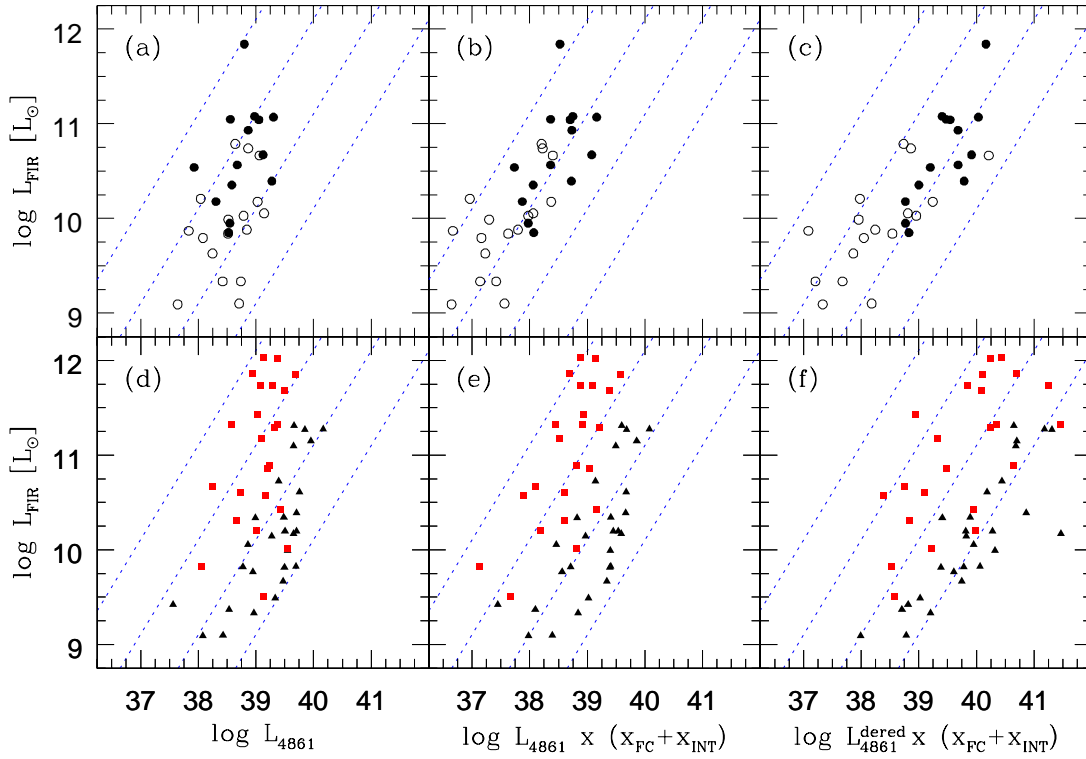 (a) (b) (c)
12
11
10
9
log L_FIR [L_⊙]
(d) (e) (f)
12
11
10
9
log L_FIR [L_⊙]
37 38 39 40 41 37 38 39 40 41 37 38 39 40 41
log L_4861 log L_4861 x (x_FC+x_INT) log L_4861^dered x (x_FC+x_INT)